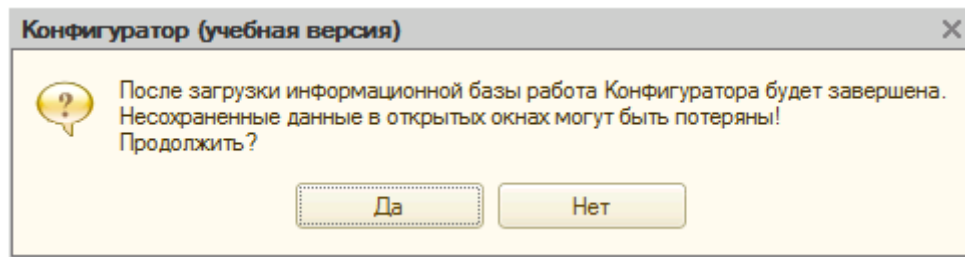 Конфигуратор (учебная версия)
После загрузки информационной базы работа Конфигуратора будет завершена.
Несохраненные данные в открытых окнах могут быть потеряны!
Продолжить?
Да Нет